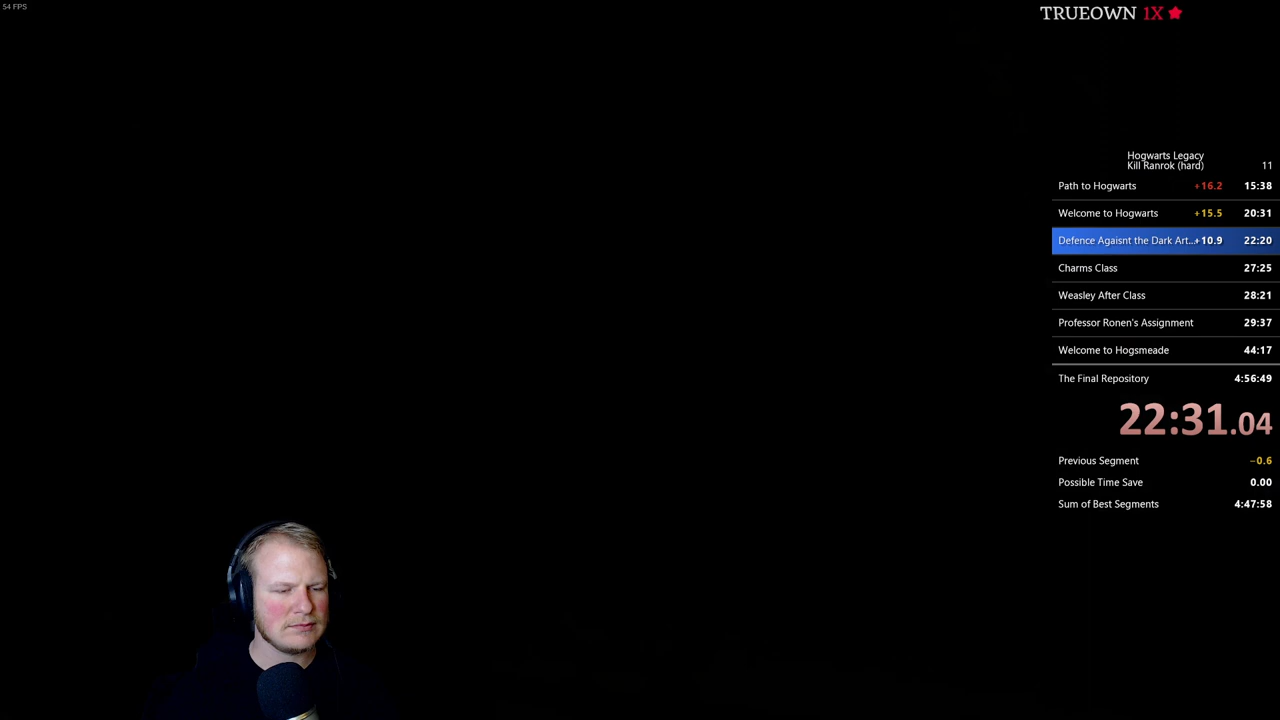 54 FPS
TRUEOWN 1X
Hogwarts Legacy
Kill Ranrok (hard) 11
Path to Hogwarts +16.2 15:38
Welcome to Hogwarts +15.5 20:31
Defence Agaisnt the Dark Art...+10.9 22:20
Charms Class 27:25
Weasley After Class 28:21
Professor Ronen's Assignment 29:37
Welcome to Hogsmeade 44:17
The Final Repository 4:56:49
22:31.04
Previous Segment −0.6
Possible Time Save 0.00
Sum of Best Segments 4:47:58